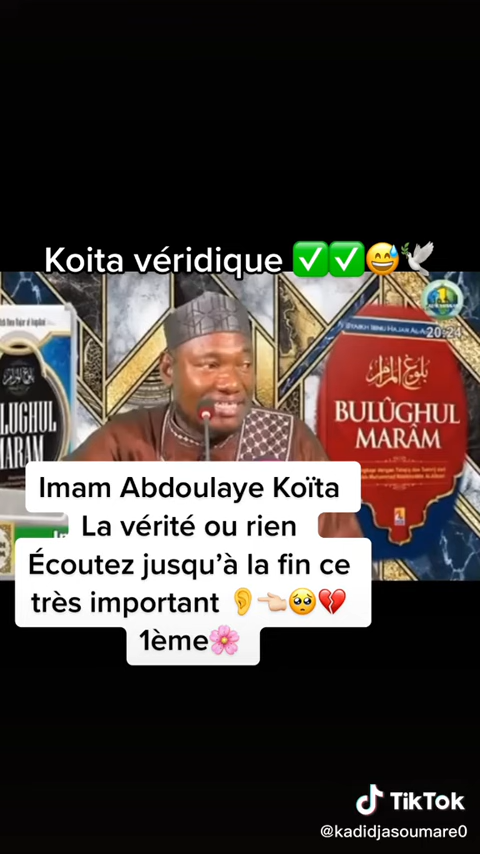 Koita véridique ✅✅😅🕊️
20:24
بلوغ المرام
BULÛGHUL
MARÂM
ULUGHUL
MARAM
Imam Abdoulaye Koïta
La vérité ou rien
Écoutez jusqu’à la fin ce
très important 👂🏻👈🏻🥺💔
1ème🌸
TikTok
@kadidjasoumare0